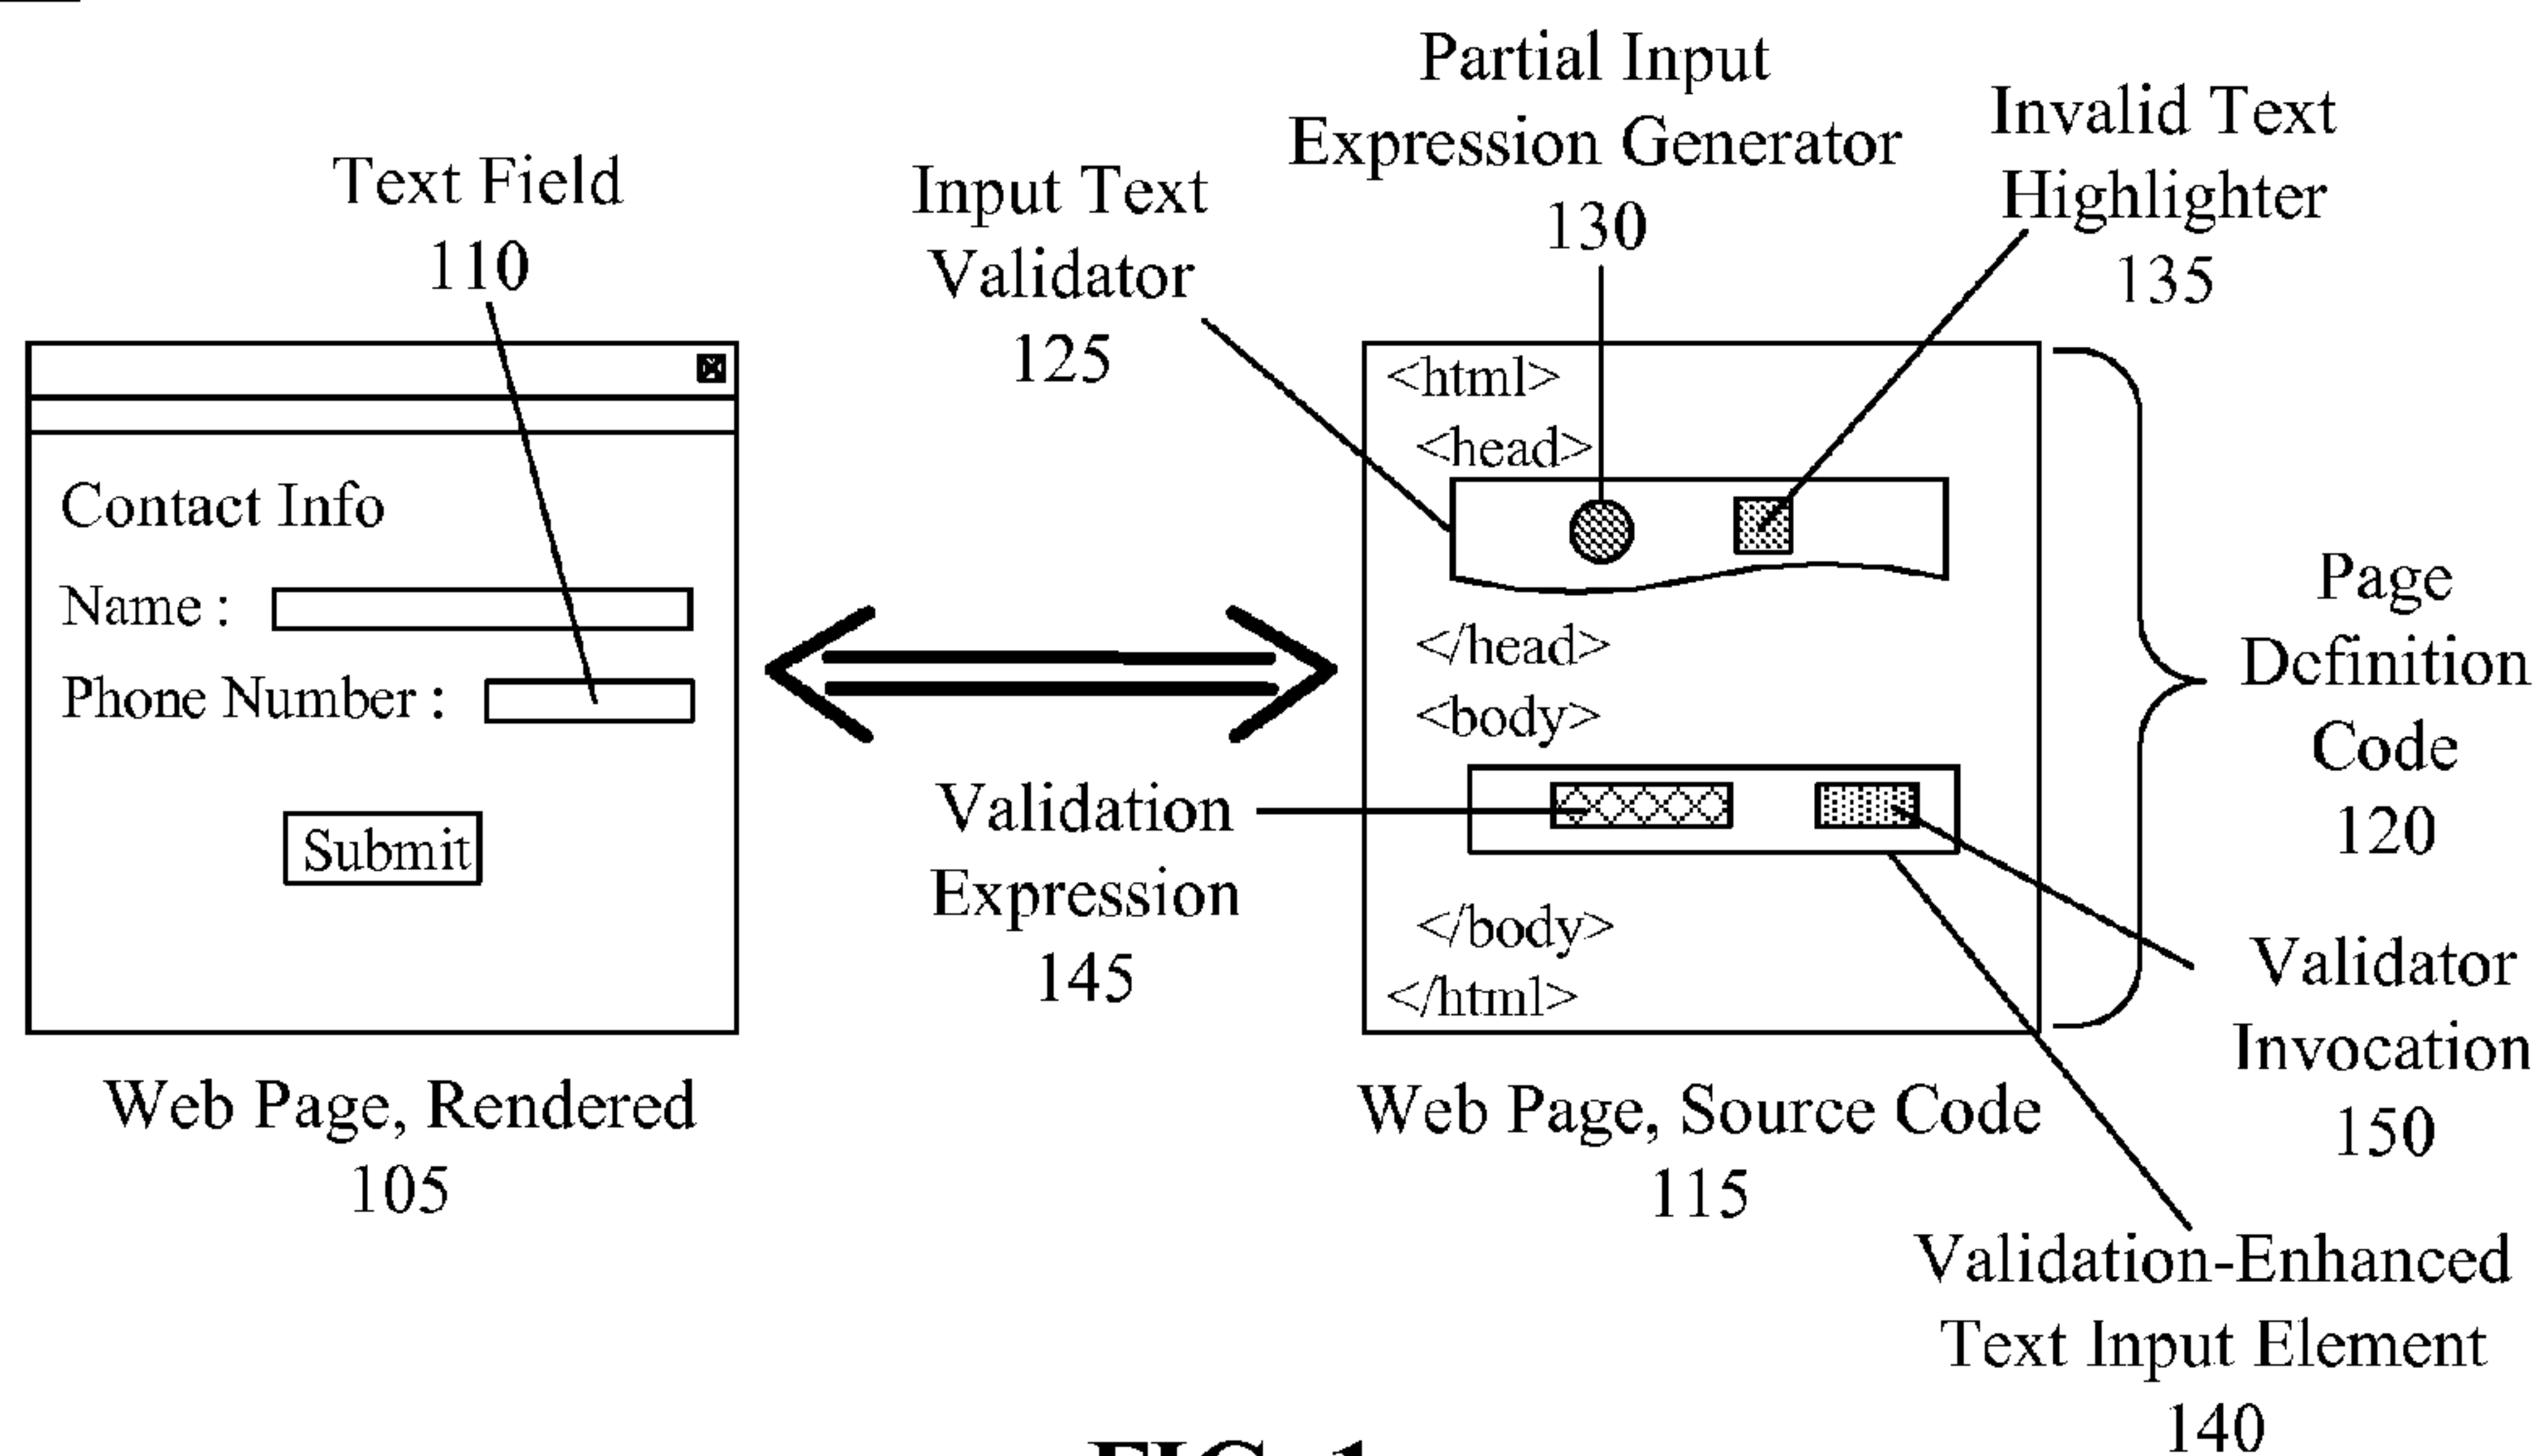 Partial Input
Expression Generator
130
Invalid Text
Highlighter
135
Text Field
110
Input Text
Validator
125
Contact Info
Name :
Phone Number :
Submit
Web Page, Rendered
105
<html>
<head>
</head>
<body>
</body>
</html>
Validation
Expression
145
Web Page, Source Code
115
Page
Definition
Code
120
Validator
Invocation
150
Validation-Enhanced
Text Input Element
140
FIG. 1